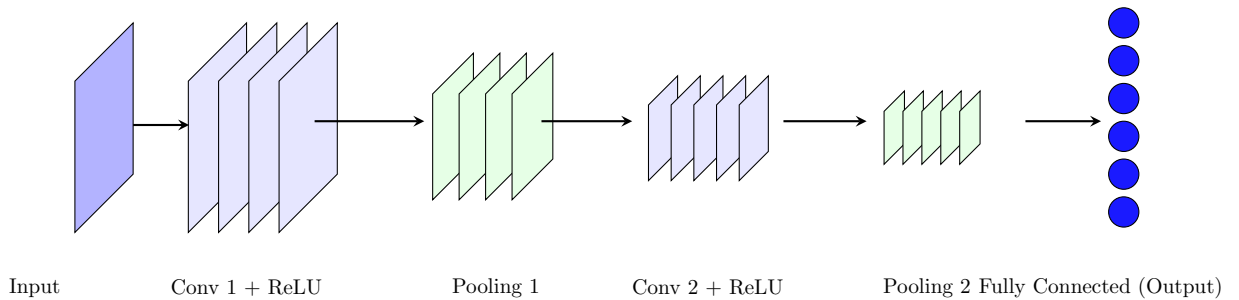 Input
Conv 1 + ReLU
Pooling 1
Conv 2 + ReLU
Pooling 2
Fully Connected (Output)